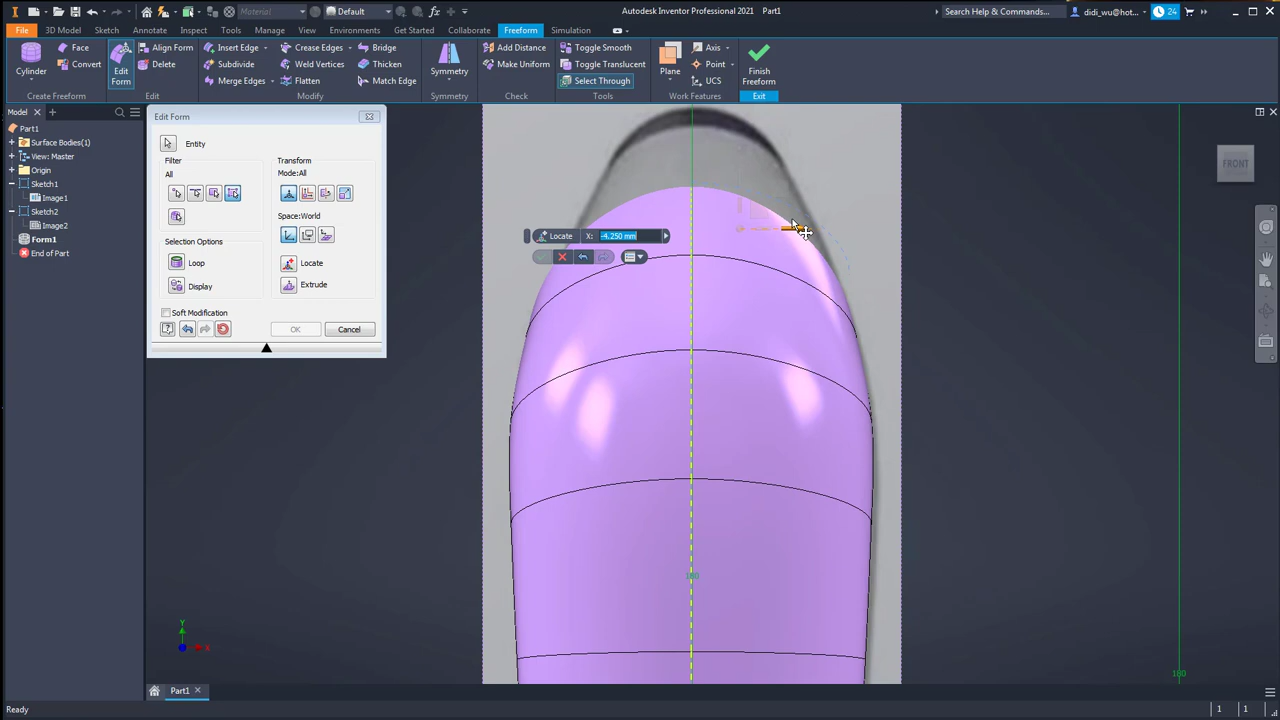 Material
Default
Autodesk Inventor Professional 2021 Part1
Search Help & Commands...
didi_wu@hot...
24
File
3D Model
Sketch
Annotate
Inspect
Tools
Manage
View
Environments
Get Started
Collaborate
Freeform
Simulation
Cylinder
Face
Convert
Create Freeform
Edit
Form
Align Form
Delete
Edit
Insert Edge
Subdivide
Merge Edges
Crease Edges
Weld Vertices
Flatten
Bridge
Thicken
Match Edge
Modify
Symmetry
Symmetry
Add Distance
Make Uniform
Check
Toggle Smooth
Toggle Translucent
Select Through
Tools
Plane
Axis
Point
UCS
Work Features
Finish
Freeform
Exit
Model
Part1
Surface Bodies(1)
View: Master
Origin
Sketch1
Image1
Sketch2
Image2
Form1
End of Part
Edit Form
Entity
Filter
All
Transform
Mode:All
Space:World
Selection Options
Loop
Display
Locate
Extrude
Soft Modification
OK
Cancel
Locate X: -4.250 mm
FRONT
180
180
Y
X
Part1
Ready
1 1